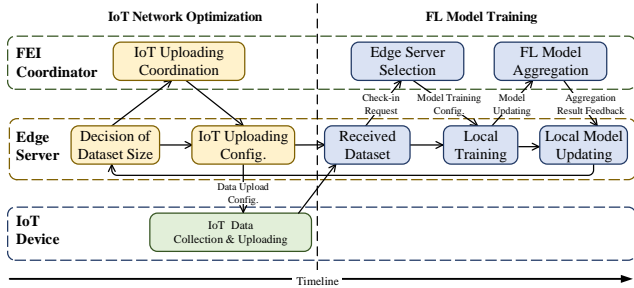 IoT Network Optimization
FL Model Training
FEI
Coordinator
IoT Uploading
Coordination
Edge Server
Selection
FL Model
Aggregation
Check-in
Request
Model Training
Config.
Model
Updating
Aggregation
Result Feedback
Edge
Server
Decision of
Dataset Size
IoT Uploading
Config.
Received
Dataset
Local
Training
Local Model
Updating
Data Upload
Config.
IoT
Device
IoT Data
Collection & Uploading
Timeline